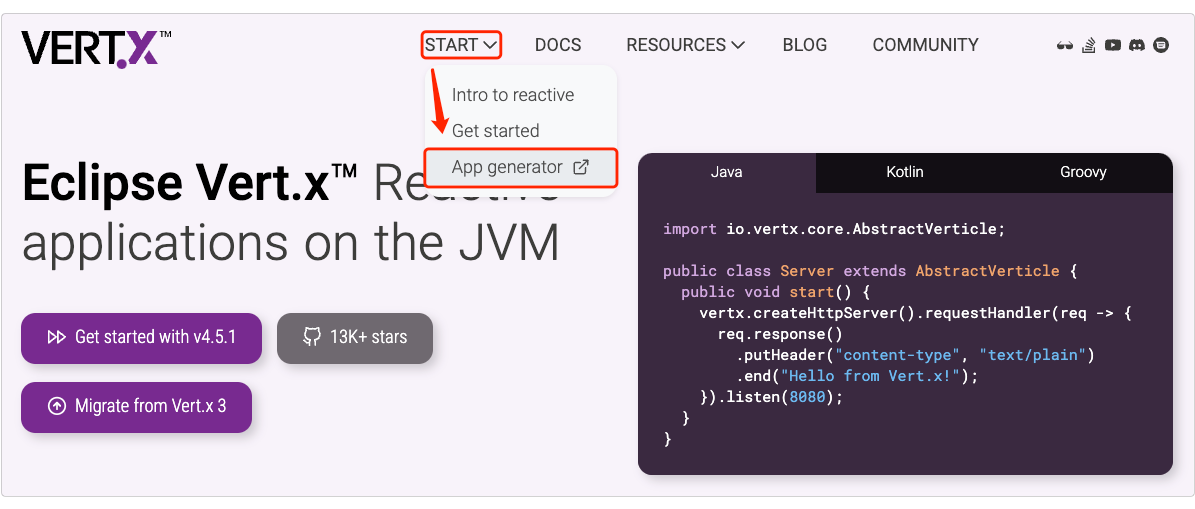 VERT.X™
START DOCS RESOURCES BLOG COMMUNITY
Intro to reactive
Get started
App generator
Eclipse Vert.x™ Reactive
applications on the JVM
Get started with v4.5.1
13K+ stars
Migrate from Vert.x 3
Java Kotlin Groovy
import io.vertx.core.AbstractVerticle;
public class Server extends AbstractVerticle {
  public void start() {
    vertx.createHttpServer().requestHandler(req -> {
      req.response()
        .putHeader("content-type", "text/plain")
        .end("Hello from Vert.x!");
    }).listen(8080);
  }
}